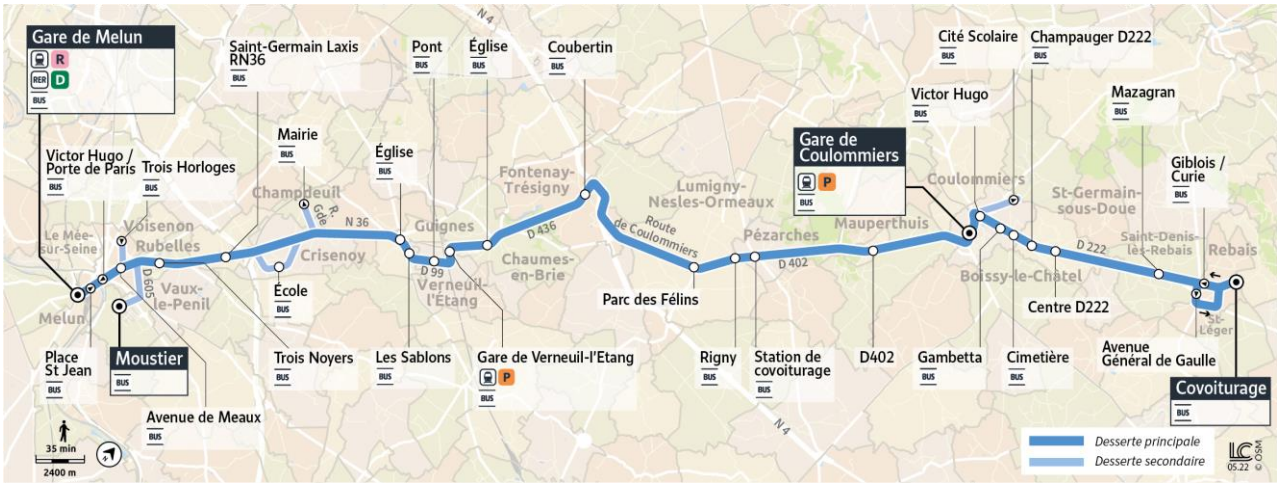 Gare de Melun
R
RER D
BUS
Saint-Germain Laxis
RN36
BUS
Pont
BUS
Église
BUS
Coubertin
BUS
Cité Scolaire
BUS
Champauger D222
BUS
N 4
Victor Hugo
BUS
Mazagran
BUS
Mairie
BUS
Église
BUS
Gare de
Coulommiers
P
Victor Hugo /
Porte de Paris
BUS
Trois Horloges
BUS
Giblois /
Curie
BUS
Champdeuil
R.
Gde
Fontenay-
Trésigny
Lumigny-
Nesles-Ormeaux
Coulommiers
St-Germain-
sous-Doue
Le Mée-
sur-Seine
Voisenon
Rubelles
N 36
Guignes
D 436
Route
de Coulommiers
Mauperthuis
Pézarches
D 402
D 222
Saint-Denis-
lès-Rebais
Rebais
Crisenoy
D 99
Verneuil-
l'Étang
Chaumes-
en-Brie
Boissy-le-Châtel
D 605
Vaux-
le-Penil
Melun
École
BUS
Parc des Félins
Centre D222
St-
Léger
Place
St Jean
BUS
Moustier
BUS
Trois Noyers
BUS
Les Sablons
BUS
Gare de Verneuil-l'Etang
P
BUS
Rigny
BUS
Station de
covoiturage
BUS
D402
Gambetta
BUS
Cimetière
BUS
Avenue
Général de Gaulle
BUS
Covoiturage
BUS
Avenue de Meaux
BUS
N 4
35 min
2400 m
Desserte principale
Desserte secondaire
LC
05.22
© OSM